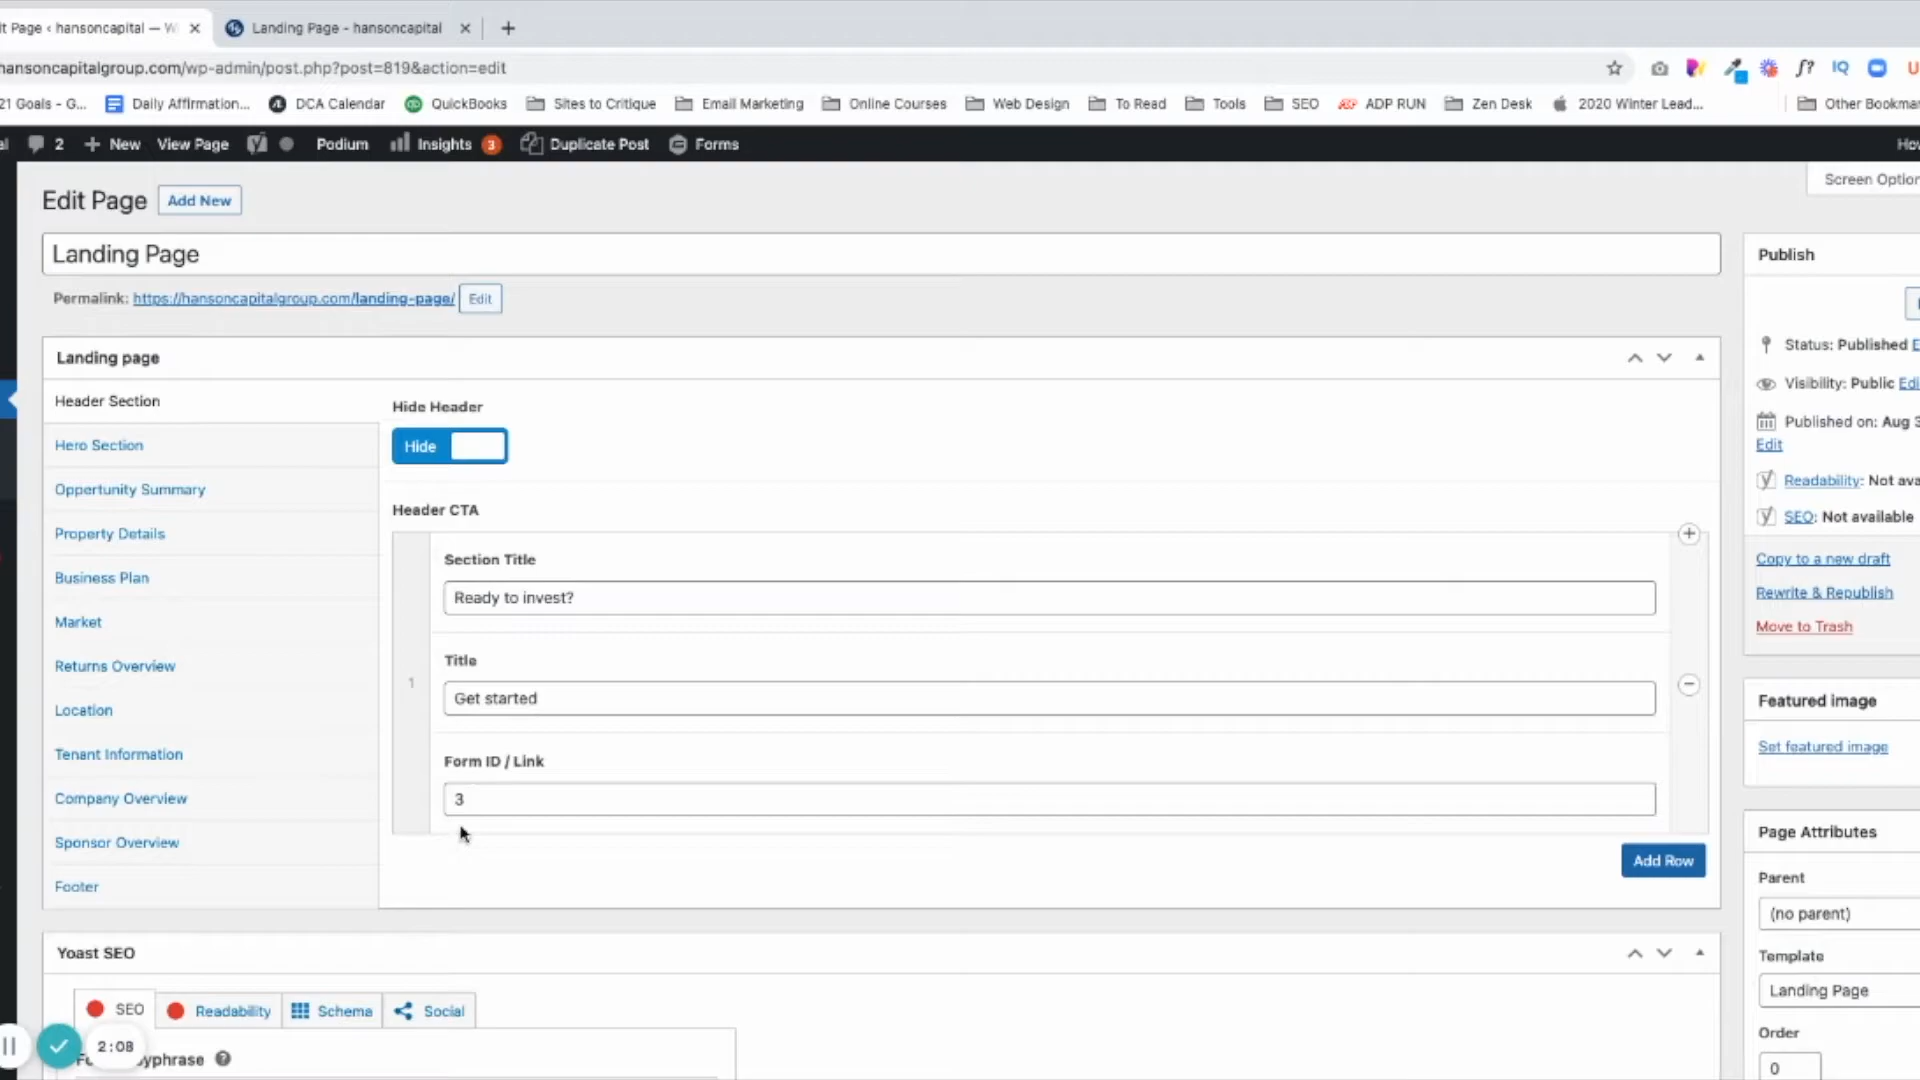 it Page ‹ hansoncapital — W
Landing Page - hansoncapital
hansoncapitalgroup.com/wp-admin/post.php?post=819&action=edit
f?
IQ
21 Goals - G...
Daily Affirmation...
DCA Calendar
QuickBooks
Sites to Critique
Email Marketing
Online Courses
Web Design
To Read
Tools
SEO
ADP RUN
Zen Desk
2020 Winter Lead...
Other Bookmar
al
2
New
View Page
Podium
Insights
3
Duplicate Post
Forms
How
Screen Option
Edit Page
Add New
Landing Page
Permalink: https://hansoncapitalgroup.com/landing-page/
Edit
Landing page
Header Section
Hero Section
Opportunity Summary
Property Details
Business Plan
Market
Returns Overview
Location
Tenant Information
Company Overview
Sponsor Overview
Footer
Hide Header
Hide
Header CTA
1
Section Title
Ready to invest?
Title
Get started
Form ID / Link
3
Add Row
Publish
Status: Published E
Visibility: Public Edi
Published on: Aug 3
Edit
Readability: Not ava
SEO: Not available
Copy to a new draft
Rewrite & Republish
Move to Trash
Featured image
Set featured image
Page Attributes
Parent
(no parent)
Template
Landing Page
Order
0
Yoast SEO
SEO
Readability
Schema
Social
2:08
yphrase